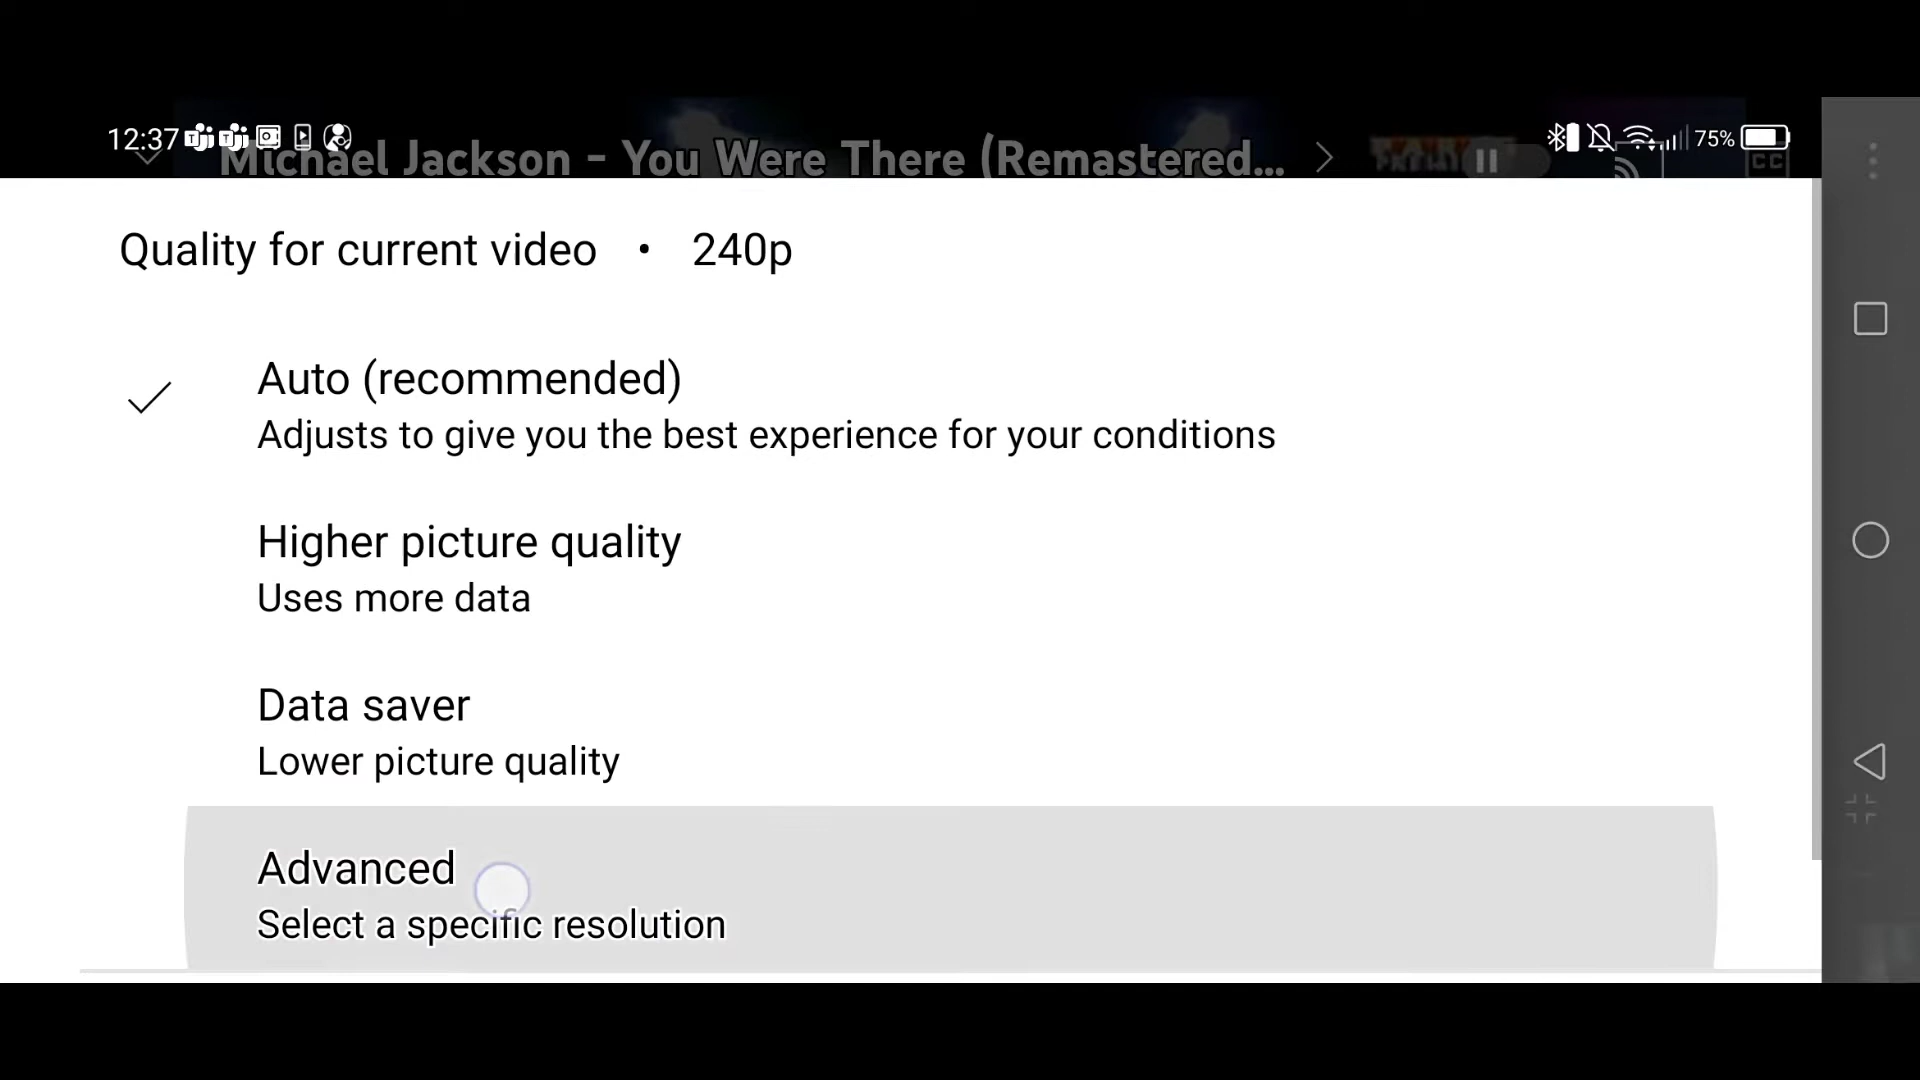 12:37
75%
Michael Jackson - You Were There (Remastered...
CC
Quality for current video • 240p
Auto (recommended)
Adjusts to give you the best experience for your conditions
Higher picture quality
Uses more data
Data saver
Lower picture quality
Advanced
Select a specific resolution